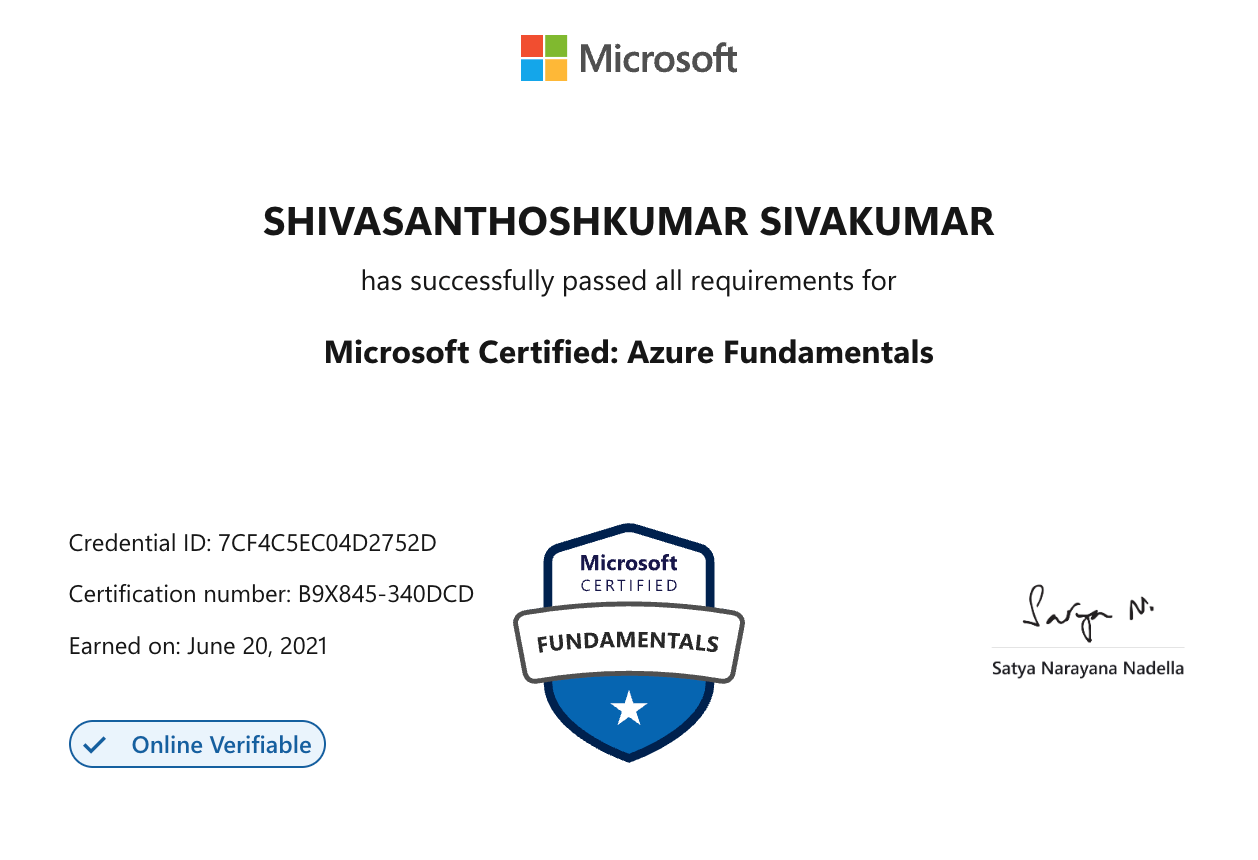 Microsoft
SHIVASANTHOSHKUMAR SIVAKUMAR
has successfully passed all requirements for
Microsoft Certified: Azure Fundamentals
Credential ID: 7CF4C5EC04D2752D
Certification number: B9X845-340DCD
Earned on: June 20, 2021
Online Verifiable
Microsoft
CERTIFIED
FUNDAMENTALS
Satya N.
Satya Narayana Nadella